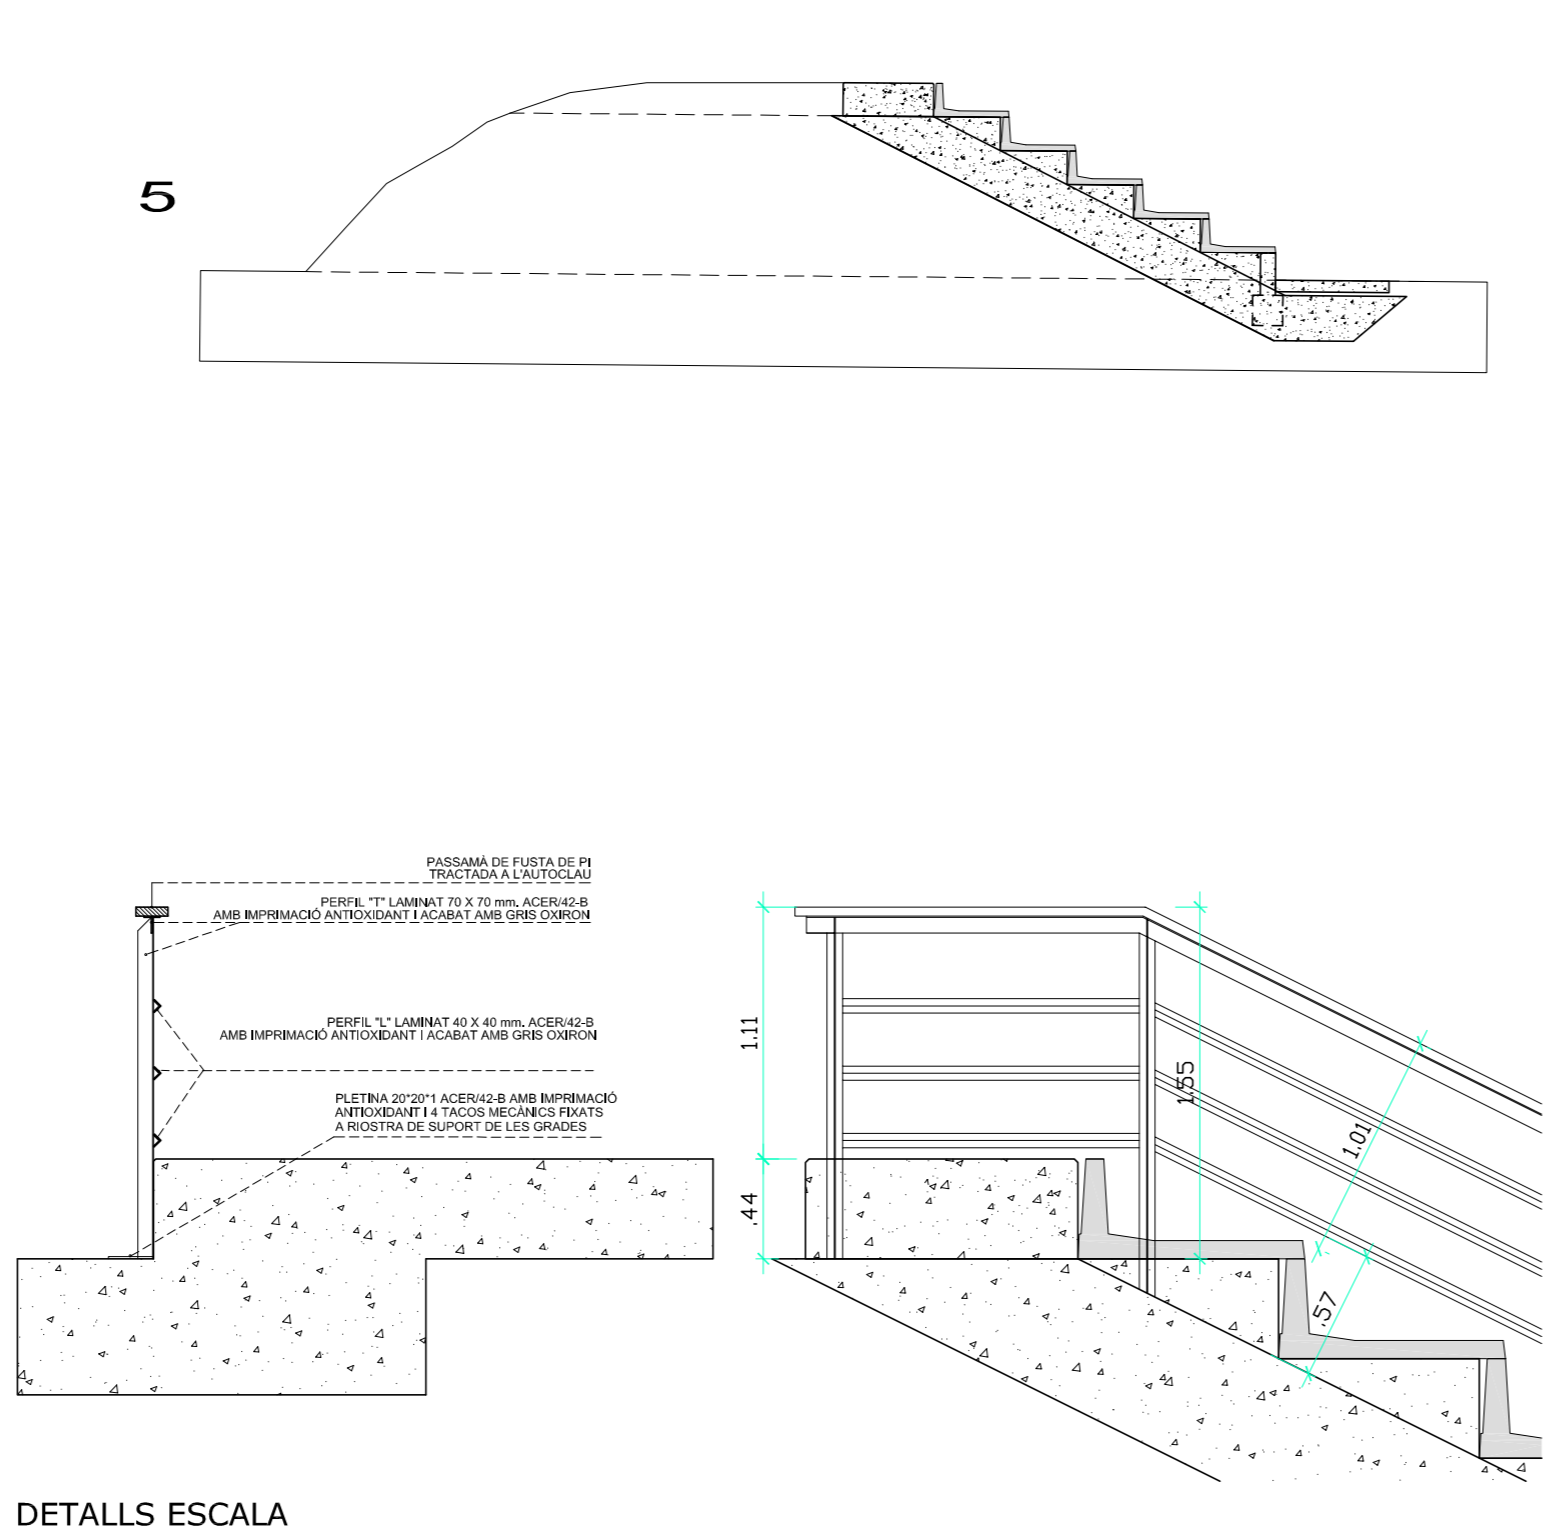 5
PASSAMÀ DE FUSTA DE PI
TRACTADA A L'AUTOCLAU
PERFIL "T" LAMINAT 70 X 70 mm. ACER/42-B
AMB IMPRIMACIÓ ANTIOXIDANT I ACABAT AMB GRIS OXIRON
PERFIL "L" LAMINAT 40 X 40 mm. ACER/42-B
AMB IMPRIMACIÓ ANTIOXIDANT I ACABAT AMB GRIS OXIRON
PLETINA 20*20*1 ACER/42-B AMB IMPRIMACIÓ
ANTIOXIDANT I 4 TACOS MECÀNICS FIXATS
A RIOSTRA DE SUPORT DE LES GRADES
1.11
.44
1.55
1.01
.57
DETALLS ESCALA